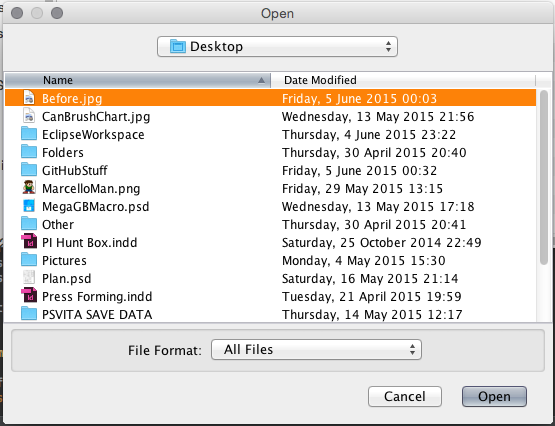 Open
Desktop
Name Date Modified
Before.jpg Friday, 5 June 2015 00:03
CanBrushChart.jpg Wednesday, 13 May 2015 21:56
EclipseWorkspace Thursday, 4 June 2015 23:22
Folders Thursday, 30 April 2015 20:40
GitHubStuff Friday, 5 June 2015 00:32
MarcelloMan.png Friday, 29 May 2015 13:15
MegaGBMacro.psd Wednesday, 13 May 2015 17:18
Other Thursday, 30 April 2015 20:41
PI Hunt Box.indd Saturday, 25 October 2014 22:49
Pictures Monday, 4 May 2015 15:30
Plan.psd Saturday, 16 May 2015 21:14
Press Forming.indd Tuesday, 21 April 2015 19:59
PSVITA SAVE DATA Thursday, 14 May 2015 12:17
File Format: All Files
Cancel Open